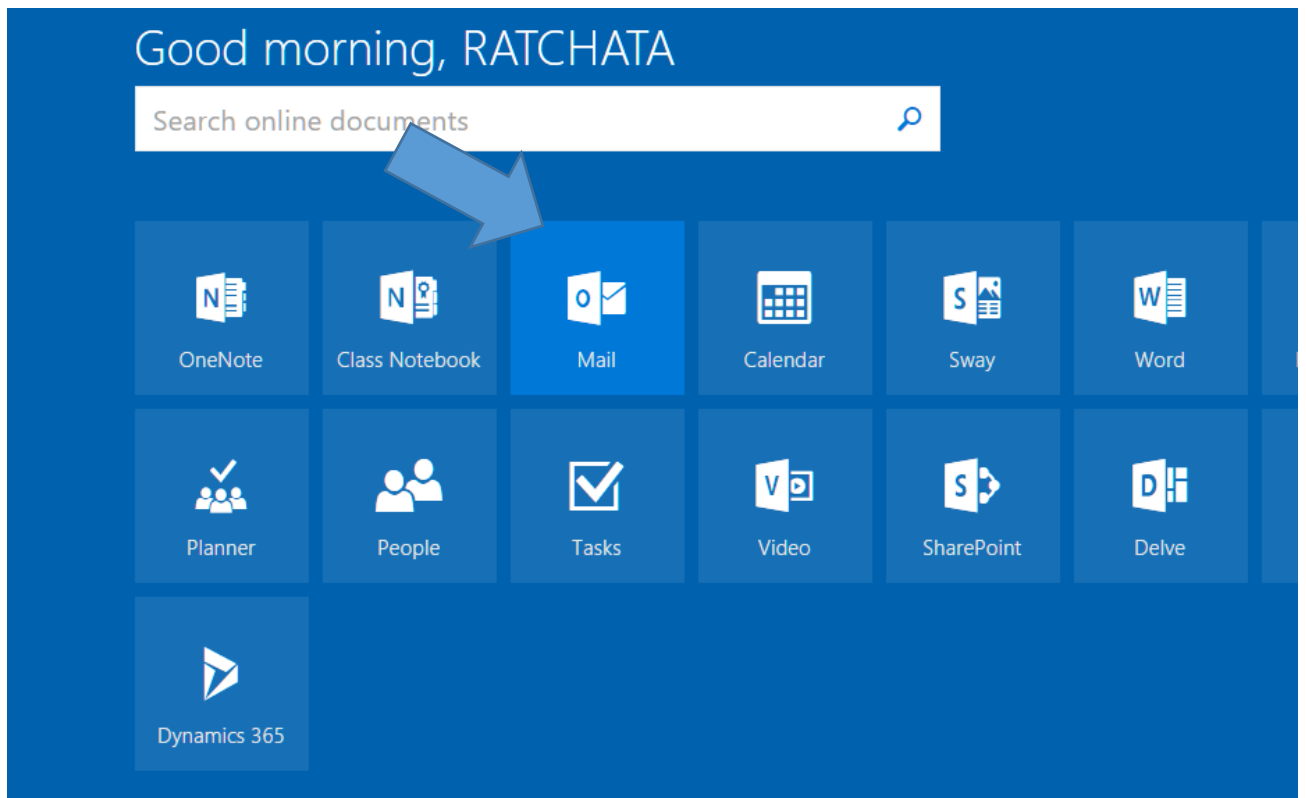 Good morning, RATCHATA
Search online documents
OneNote
Class Notebook
Mail
Calendar
Sway
Word
Planner
People
Tasks
Video
SharePoint
Delve
Dynamics 365